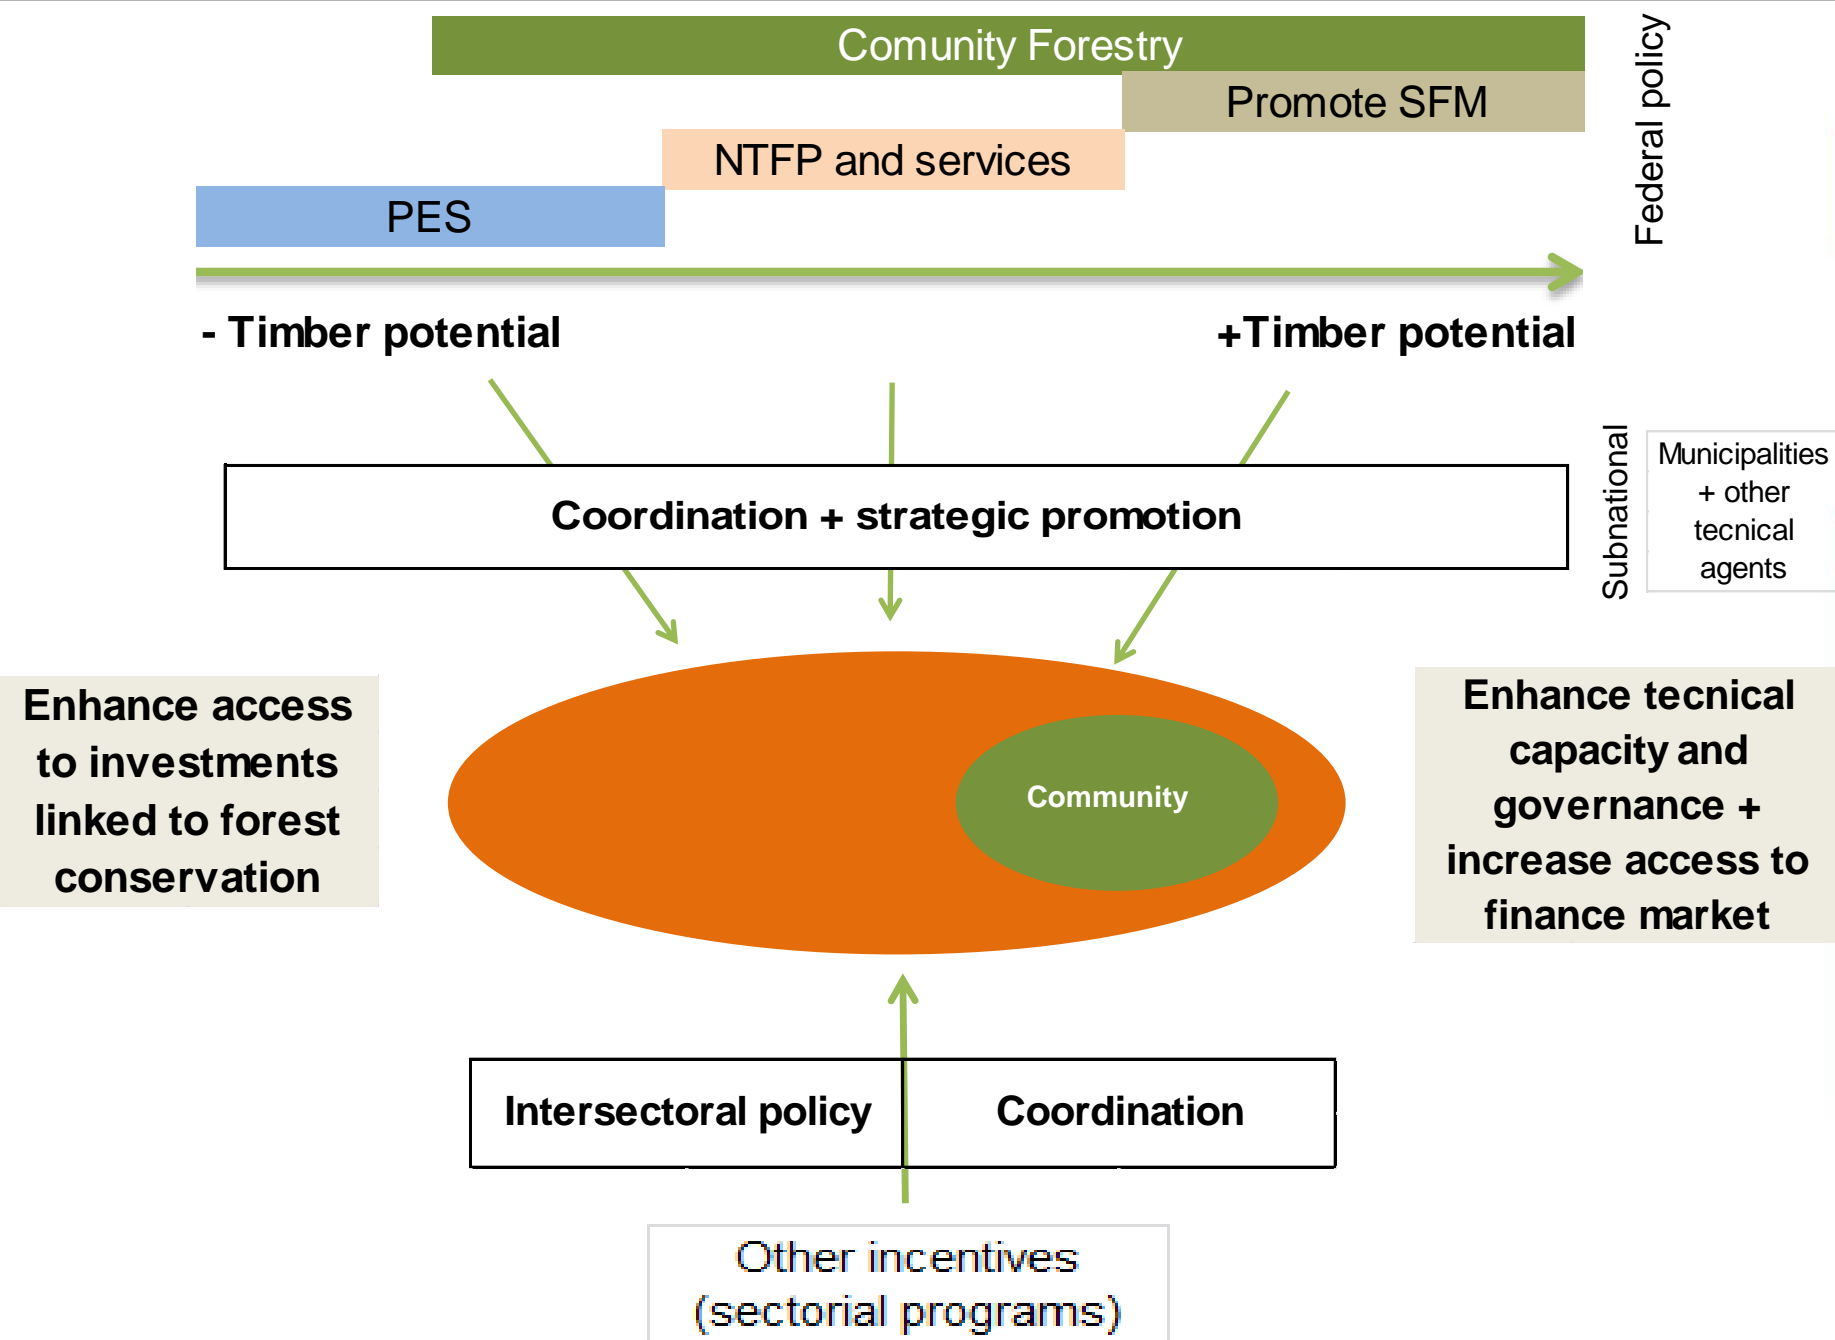 Comunity Forestry
Promote SFM
NTFP and services
PES
Federal policy
- Timber potential
+Timber potential
Coordination + strategic promotion
Subnational
Municipalities
+ other
tecnical
agents
Enhance access
to investments
linked to forest
conservation
Community
Enhance tecnical
capacity and
governance +
increase access to
finance market
Intersectoral policy
Coordination
Other incentives
(sectorial programs)